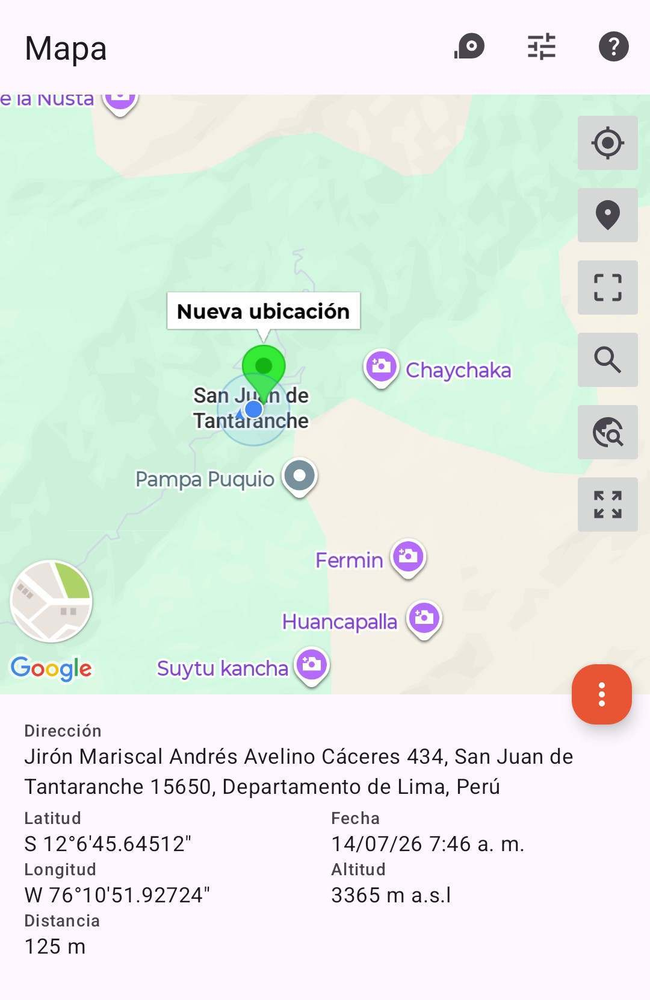 Mapa
e la Ñusta
Nueva ubicación
Chaychaka
San Juan de
Tantaranche
Pampa Puquio
Fermin
Huancapalla
Suytu kancha
Google
Dirección
Jirón Mariscal Andrés Avelino Cáceres 434, San Juan de
Tantaranche 15650, Departamento de Lima, Perú
Latitud
S 12°6'45.64512"
Fecha
14/07/26 7:46 a. m.
Longitud
W 76°10'51.92724"
Altitud
3365 m a.s.l
Distancia
125 m